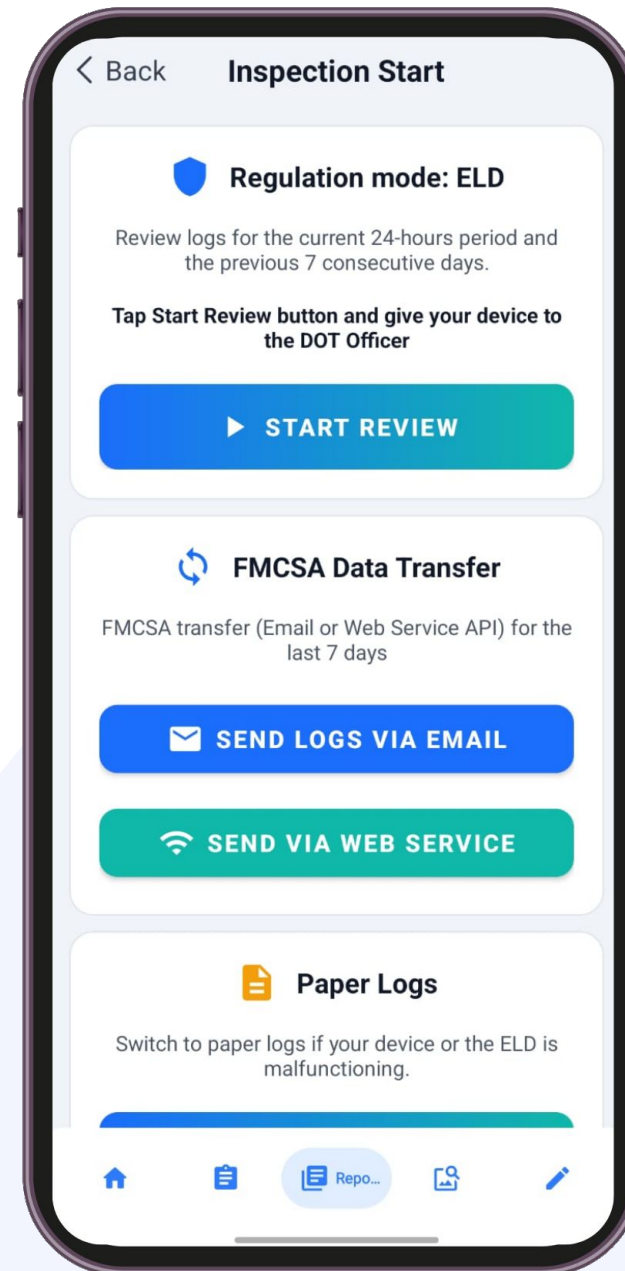 Back
Inspection Start
Regulation mode: ELD
Review logs for the current 24-hours period and
the previous 7 consecutive days.
Tap Start Review button and give your device to
the DOT Officer
START REVIEW
FMCSA Data Transfer
FMCSA transfer (Email or Web Service API) for the
last 7 days
SEND LOGS VIA EMAIL
SEND VIA WEB SERVICE
Paper Logs
Switch to paper logs if your device or the ELD is
malfunctioning.
Repo...